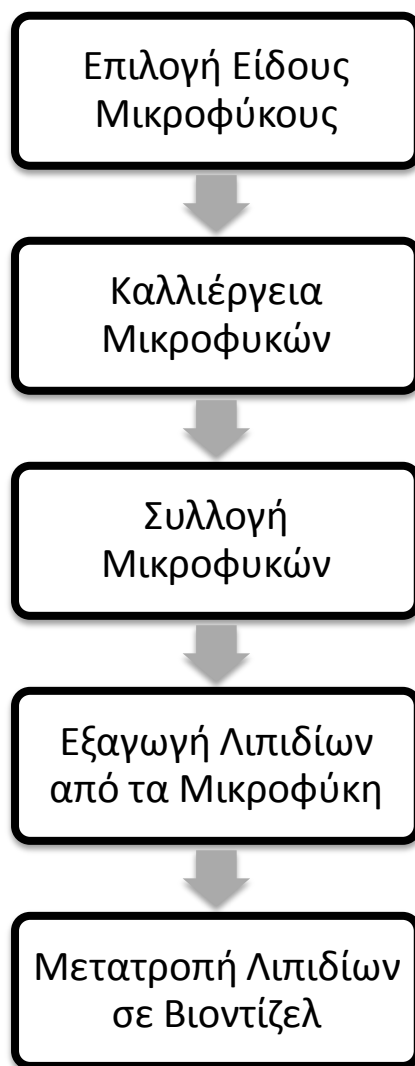 Επιλογή Είδους
Μικροφύκους
Καλλιέργεια
Μικροφυκών
Συλλογή
Μικροφυκών
Εξαγωγή Λιπιδίων
από τα Μικροφύκη
Μετατροπή Λιπιδίων
σε Βιοντίζελ